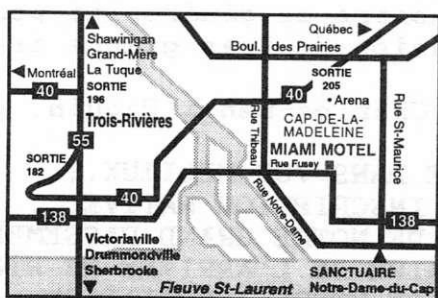 Shawinigan
Grand-Mère
La Tuque
SORTIE
196
Montréal
40
Trois-Rivières
55
SORTIE
182
40
138
Victoriaville
Drummondville
Sherbrooke
Québec
Boul. des Prairies
SORTIE
205
40
• Arena
CAP-DE-LA-
MADELEINE
MIAMI MOTEL
Rue Fusey
Rue Thibeau
Rue St-Maurice
Rue Notre-Dame
138
SANCTUAIRE
Notre-Dame-du-Cap
Fleuve St-Laurent